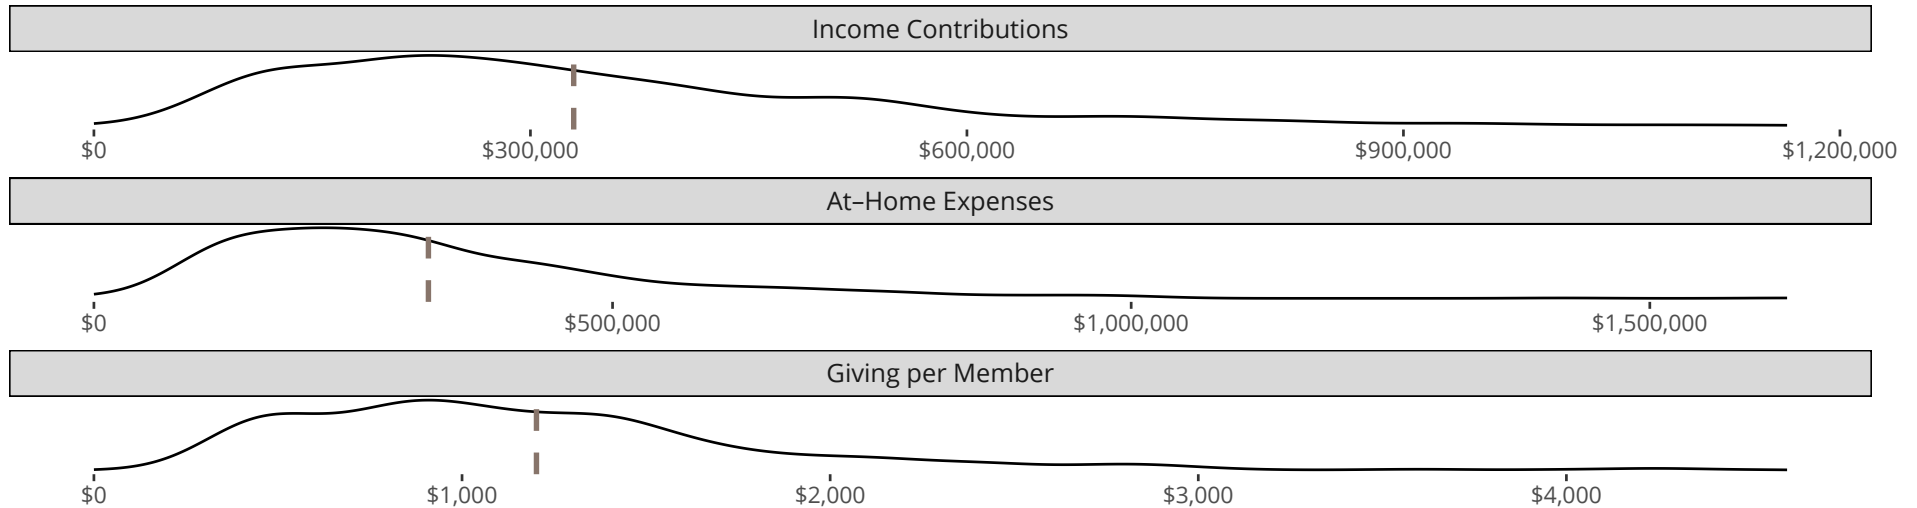 Income Contributions
$0 $300,000 $600,000 $900,000 $1,200,000
At–Home Expenses
$0 $500,000 $1,000,000 $1,500,000
Giving per Member
$0 $1,000 $2,000 $3,000 $4,000